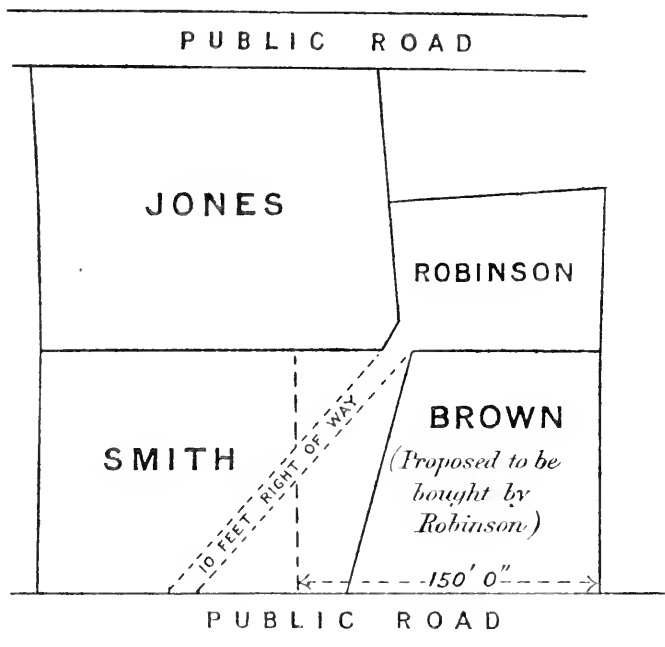 PUBLIC ROAD
JONES
ROBINSON
BROWN
(Proposed to be
bought by
Robinson)
SMITH
10 FEET RIGHT OF WAY
150' 0"
PUBLIC ROAD